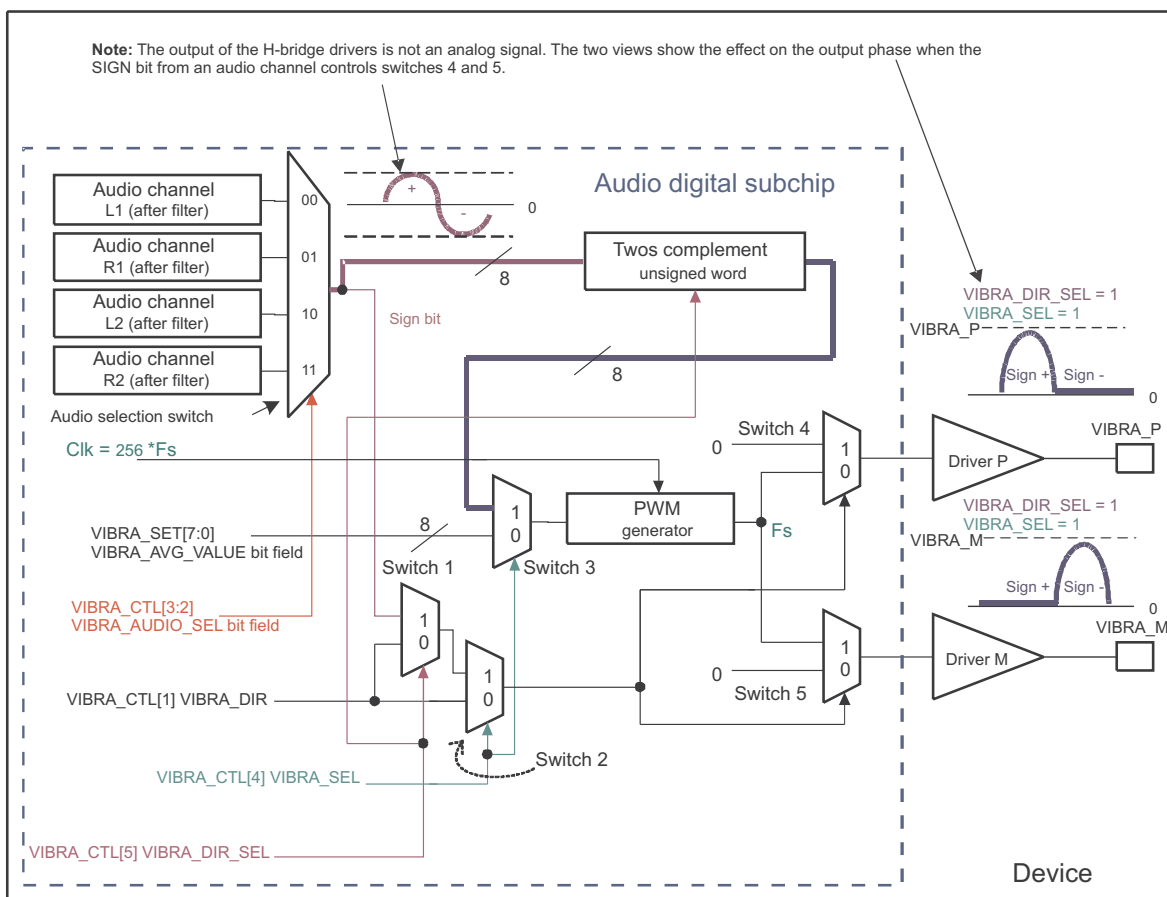 Note: The output of the H-bridge drivers is not an analog signal. The two views show the effect on the output phase when the
SIGN bit from an audio channel controls switches 4 and 5.
Audio digital subchip
Audio channel
L1 (after filter)
Audio channel
R1 (after filter)
Audio channel
L2 (after filter)
Audio channel
R2 (after filter)
00
01
10
11
+
-
0
8
Twos complement
unsigned word
Sign bit
8
Audio selection switch
Clk = 256 *Fs
VIBRA_SET[7:0]
VIBRA_AVG_VALUE bit field
8
Switch 1
1
0
Switch 3
PWM
generator
Fs
0
Switch 4
1
0
VIBRA_CTL[3:2]
VIBRA_AUDIO_SEL bit field
1
0
1
0
VIBRA_CTL[1] VIBRA_DIR
Switch 2
0
Switch 5
1
0
VIBRA_CTL[4] VIBRA_SEL
VIBRA_CTL[5] VIBRA_DIR_SEL
VIBRA_DIR_SEL = 1
VIBRA_SEL = 1
VIBRA_P
Sign +
Sign -
0
VIBRA_P
Driver P
VIBRA_DIR_SEL = 1
VIBRA_SEL = 1
VIBRA_M
Sign +
Sign -
0
VIBRA_M
Driver M
Device